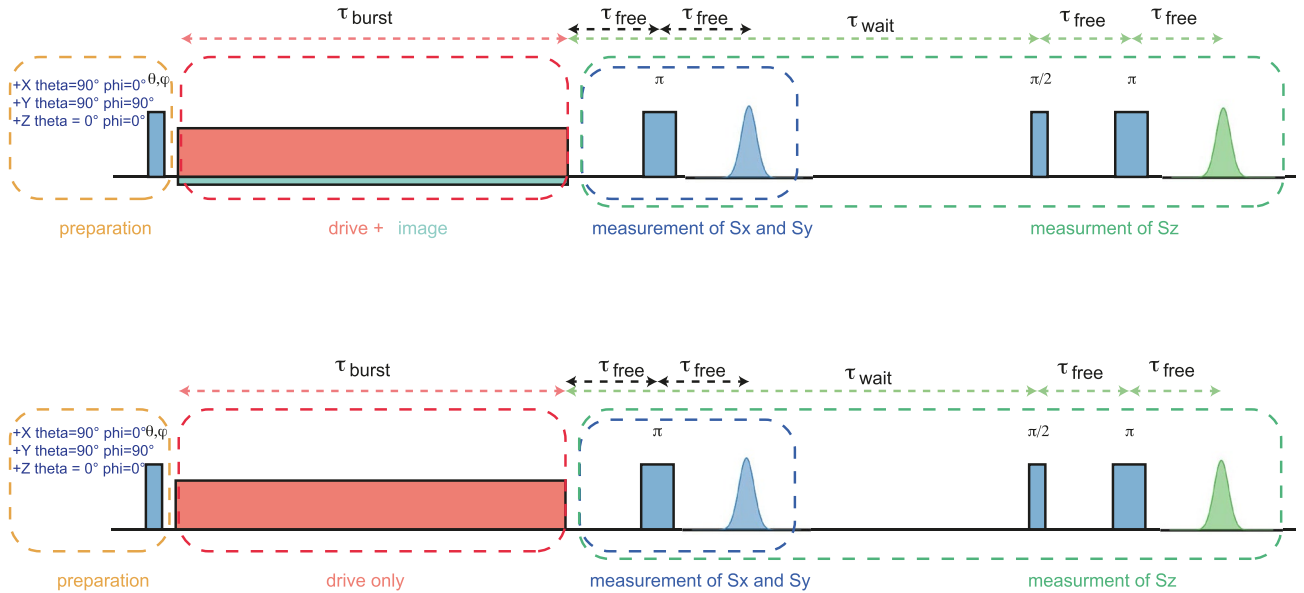 τ burst
τ free
τ free
τ wait
τ free
τ free
+X theta=90° phi=0°
θ,φ
+Y theta=90° phi=90°
+Z theta = 0° phi=0°
π
π/2
π
preparation
drive + image
measurement of Sx and Sy
measurment of Sz
τ burst
τ free
τ free
τ wait
τ free
τ free
+X theta=90° phi=0°
θ,φ
+Y theta=90° phi=90°
+Z theta = 0° phi=0°
π
π/2
π
preparation
drive only
measurement of Sx and Sy
measurment of Sz